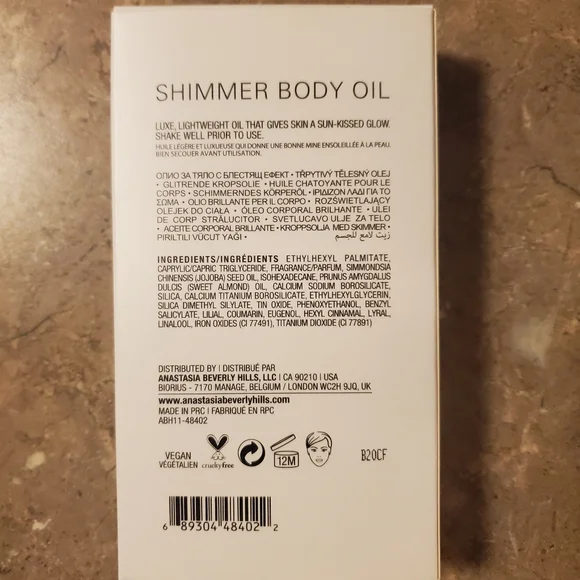 SHIMMER BODY OIL
LUXE, LIGHTWEIGHT OIL THAT GIVES SKIN A SUN-KISSED GLOW.
SHAKE WELL PRIOR TO USE.
HUILE LÉGÈRE ET LUXUEUSE QUI DONNE UNE BONNE MINE ENSOLEILLÉE À LA PEAU.
BIEN SECOUER AVANT UTILISATION.
ОЛИО ЗА ТЯЛО С БЛЕСТЯЩ ЕФЕКТ • TŘPYTIVÝ TĚLESNÝ OLEJ
• GLITRENDE KROPSOLIE • HUILE CHATOYANTE POUR LE
CORPS • SCHIMMERNDES KÖRPERÖL • ΙΡΙΔΙΖΟΝ ΛΑΔΙ ΓΙΑ ΤΟ
ΣΩΜΑ • OLIO BRILLANTE PER IL CORPO • ROZŚWIETLAJĄCY
OLEJEK DO CIAŁA • ÓLEO CORPORAL BRILHANTE • ULEI
DE CORP STRĂLUCITOR • SVETLUCAVO ULJE ZA TELO
• ACEITE CORPORAL BRILLANTE • KROPPSOLJA MED SKIMMER •
PIRILTILI VÜCUT YAĞI • زيت لامع للجسم
INGREDIENTS/INGRÉDIENTS ETHYLHEXYL PALMITATE,
CAPRYLIC/CAPRIC TRIGLYCERIDE, FRAGRANCE/PARFUM, SIMMONDSIA
CHINENSIS (JOJOBA) SEED OIL, ISOHEXADECANE, PRUNUS AMYGDALUS
DULCIS (SWEET ALMOND) OIL, CALCIUM SODIUM BOROSILICATE,
SILICA, CALCIUM TITANIUM BOROSILICATE, ETHYLHEXYLGLYCERIN,
SILICA DIMETHYL SILYLATE, TIN OXIDE, PHENOXYETHANOL, BENZYL
SALICYLATE, LILIAL, COUMARIN, EUGENOL, HEXYL CINNAMAL, LYRAL,
LINALOOL, IRON OXIDES (CI 77491), TITANIUM DIOXIDE (CI 77891)
DISTRIBUTED BY | DISTRIBUÉ PAR
ANASTASIA BEVERLY HILLS, LLC | CA 90210 | USA
BIORIUS - 7170 MANAGE, BELGIUM / LONDON WC2H 9JQ, UK
www.anastasiabeverlyhills.com
MADE IN PRC | FABRIQUÉ EN RPC
ABH11-48402
VEGAN
VÉGÉTALIEN
cruelty free
12M
B20CF
6 89304 48402 2